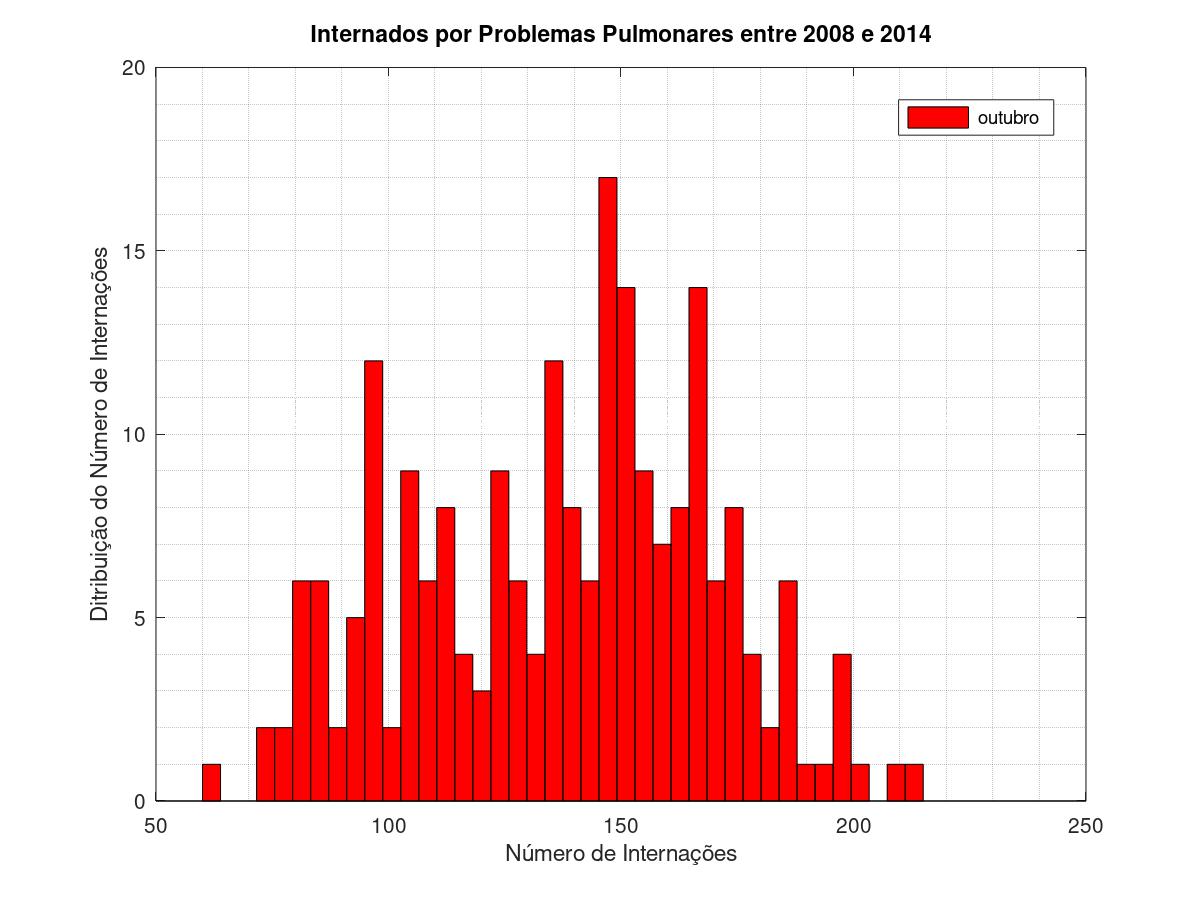 Internados por Problemas Pulmonares entre 2008 e 2014
20
outubro
15
10
5
0
Ditribuição do Número de Internações
50 100 150 200 250
Número de Internações